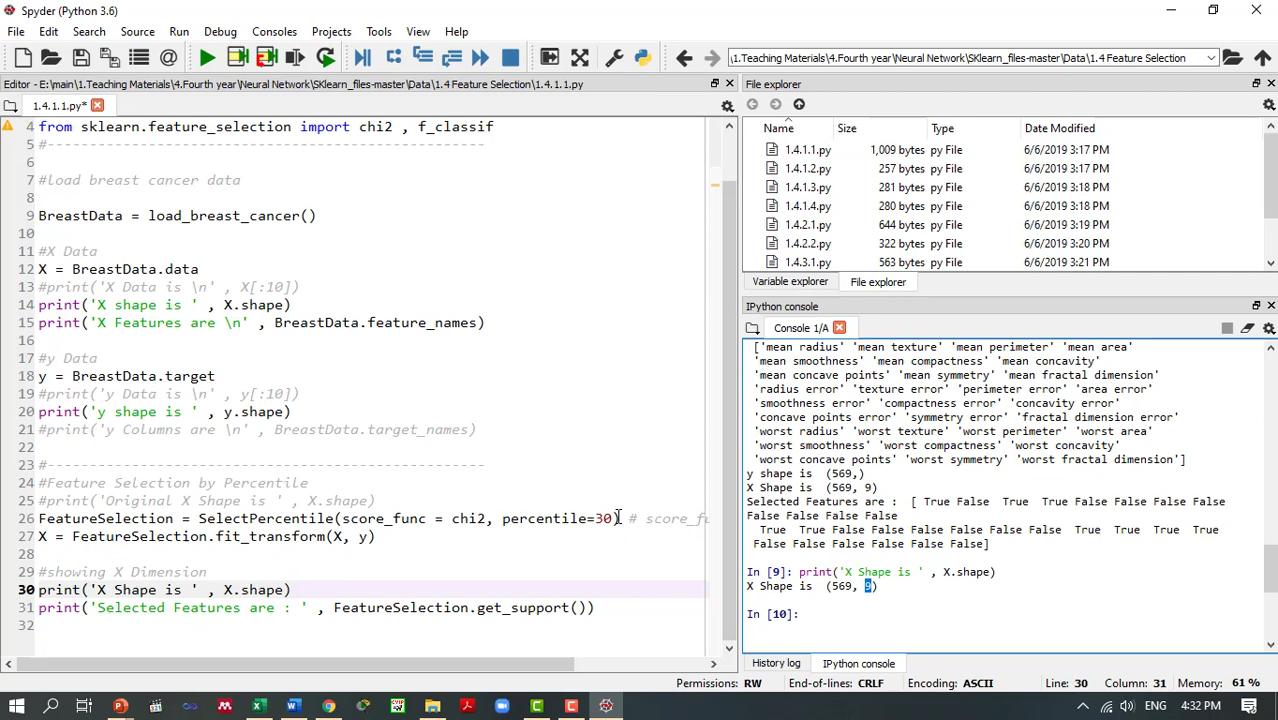 Spyder (Python 3.6)
File Edit Search Source Run Debug Consoles Projects Tools View Help
\1.Teaching Materials\4.Fourth year\Neural Network\SKlearn_files-master\Data\1.4 Feature Selection
Editor - E:\main\1.Teaching Materials\4.Fourth year\Neural Network\SKlearn_files-master\Data\1.4 Feature Selection\1.4.1.1.py
1.4.1.1.py*
4 from sklearn.feature_selection import chi2 , f_classif
5 #----------------------------------------------------
6
7 #load breast cancer data
8
9 BreastData = load_breast_cancer()
10
11 #X Data
12 X = BreastData.data
13 #print('X Data is \n' , X[:10])
14 print('X shape is ' , X.shape)
15 print('X Features are \n' , BreastData.feature_names)
16
17 #y Data
18 y = BreastData.target
19 #print('y Data is \n' , y[:10])
20 print('y shape is ' , y.shape)
21 #print('y Columns are \n' , BreastData.target_names)
22
23 #----------------------------------------------------
24 #Feature Selection by Percentile
25 #print('Original X Shape is ' , X.shape)
26 FeatureSelection = SelectPercentile(score_func = chi2, percentile=30) # score_fu
27 X = FeatureSelection.fit_transform(X, y)
28
29 #showing X Dimension
30 print('X Shape is ' , X.shape)
31 print('Selected Features are : ' , FeatureSelection.get_support())
32
File explorer
Name Size Type Date Modified
1.4.1.1.py 1,009 bytes py File 6/6/2019 3:17 PM
1.4.1.2.py 257 bytes py File 6/6/2019 3:17 PM
1.4.1.3.py 281 bytes py File 6/6/2019 3:18 PM
1.4.1.4.py 280 bytes py File 6/6/2019 3:18 PM
1.4.2.1.py 644 bytes py File 6/6/2019 3:19 PM
1.4.2.2.py 322 bytes py File 6/6/2019 3:20 PM
1.4.3.1.py 563 bytes py File 6/6/2019 3:21 PM
Variable explorer File explorer
IPython console
Console 1/A
['mean radius' 'mean texture' 'mean perimeter' 'mean area'
'mean smoothness' 'mean compactness' 'mean concavity'
'mean concave points' 'mean symmetry' 'mean fractal dimension'
'radius error' 'texture error' 'perimeter error' 'area error'
'smoothness error' 'compactness error' 'concavity error'
'concave points error' 'symmetry error' 'fractal dimension error'
'worst radius' 'worst texture' 'worst perimeter' 'worst area'
'worst smoothness' 'worst compactness' 'worst concavity'
'worst concave points' 'worst symmetry' 'worst fractal dimension']
y shape is (569,)
X Shape is (569, 9)
Selected Features are : [ True False True True False False False False
False False False False
True True False False False False False False True True True True
False False False False False False]
In [9]: print('X Shape is ' , X.shape)
X Shape is (569, 9)
In [10]:
History log IPython console
Permissions: RW End-of-lines: CRLF Encoding: ASCII Line: 30 Column: 31 Memory: 61 %
4:32 PM